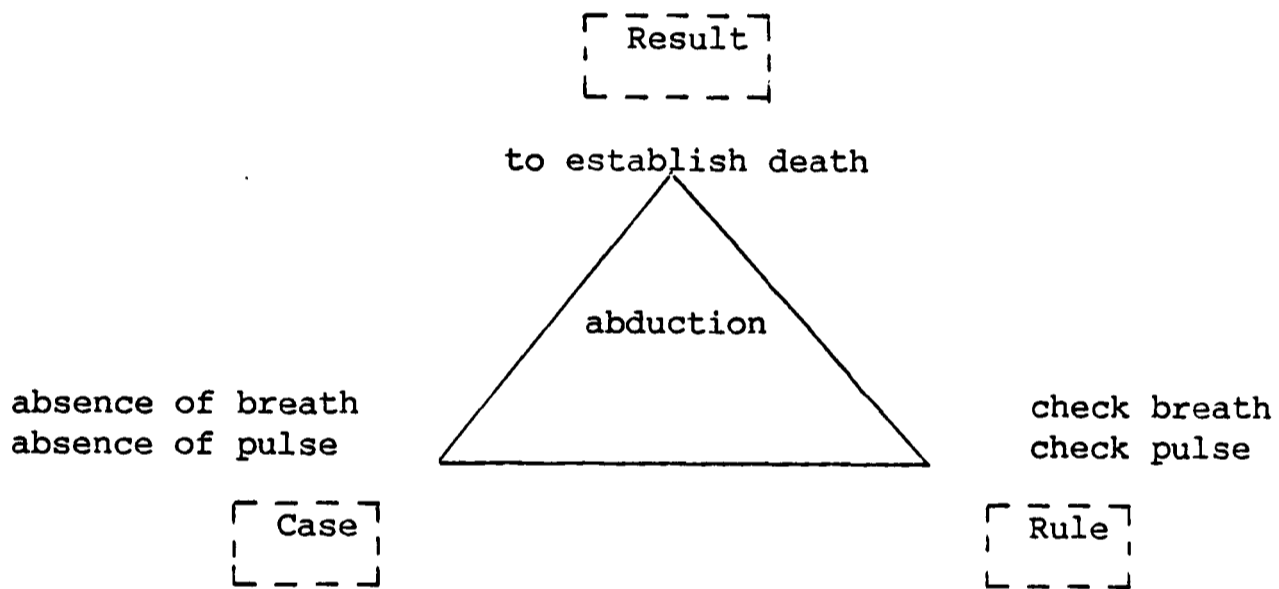 Result
to establish death
abduction
absence of breath
absence of pulse
check breath
check pulse
Case
Rule